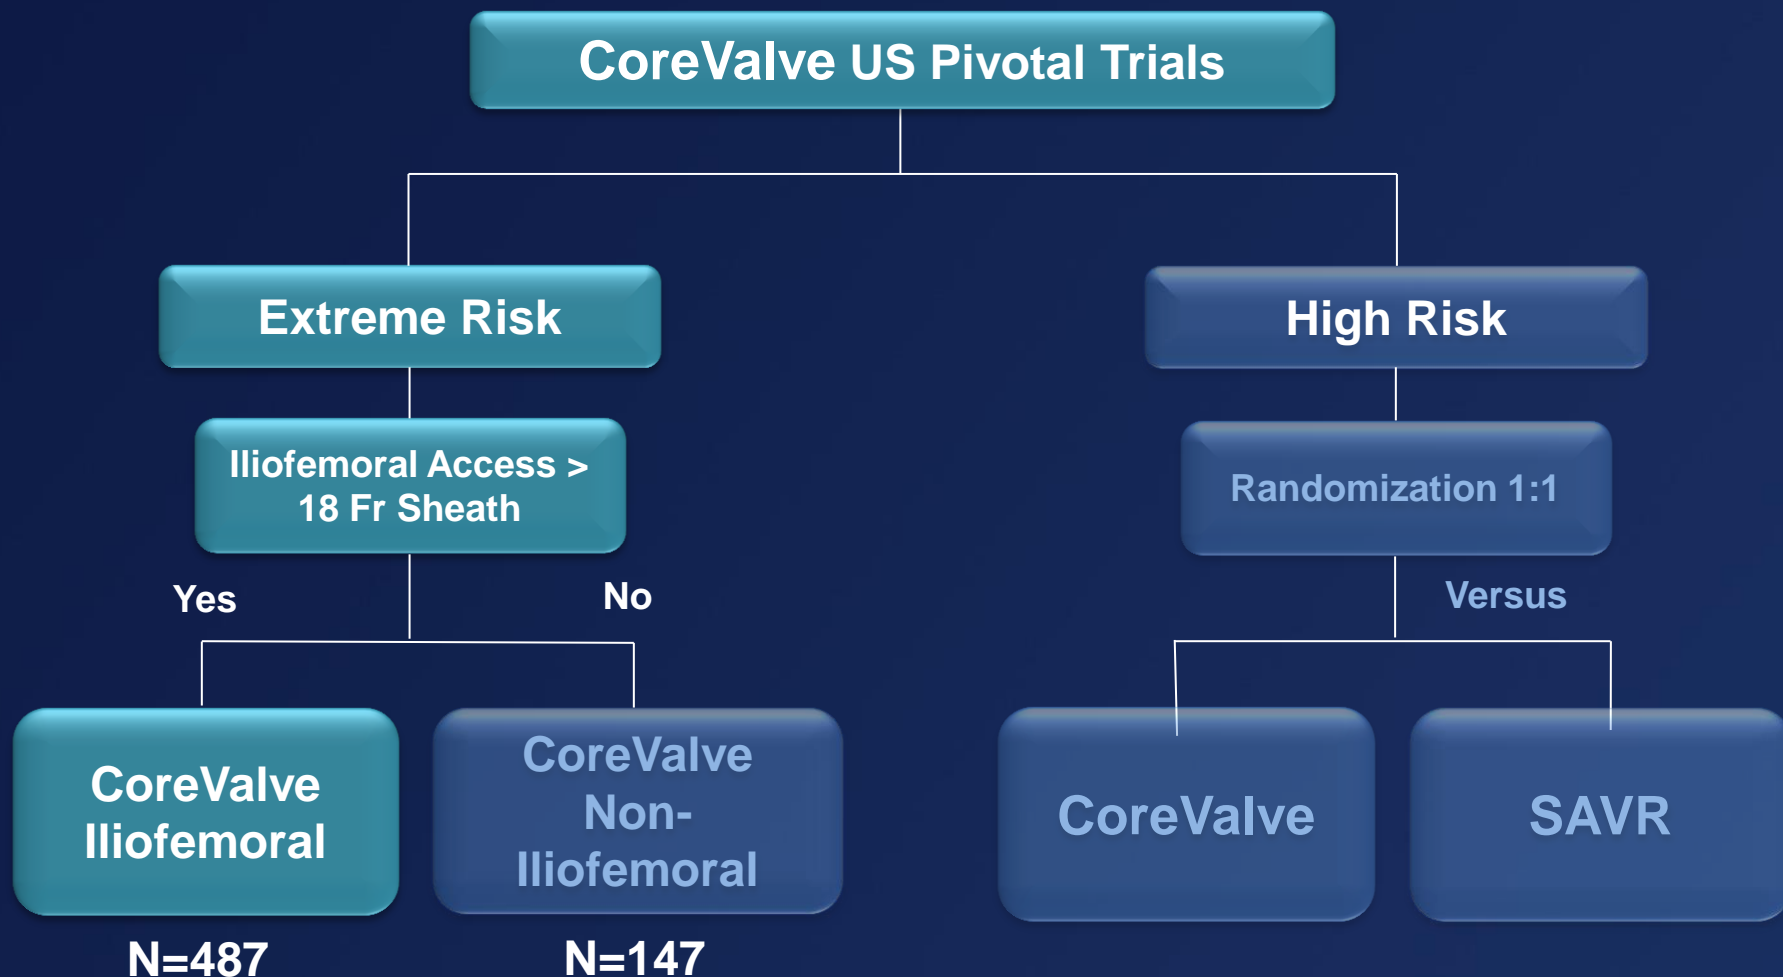 CoreValve US Pivotal Trials
Extreme Risk
High Risk
Iliofemoral Access >
18 Fr Sheath
Randomization 1:1
Yes
No
Versus
CoreValve
Iliofemoral
CoreValve
Non-
Iliofemoral
CoreValve
SAVR
N=487
N=147